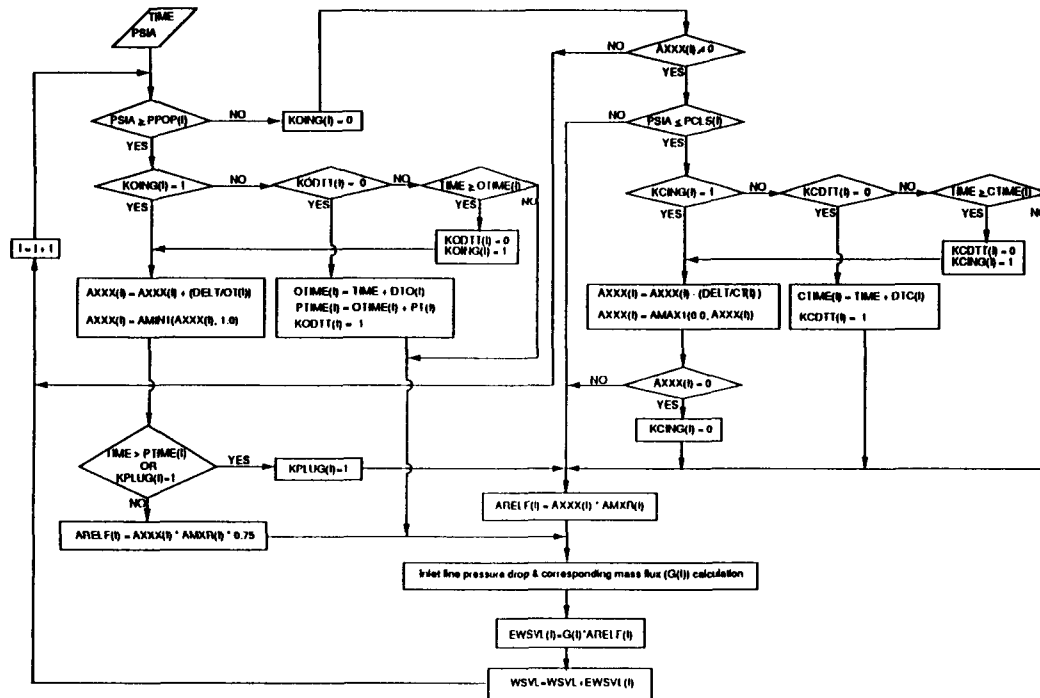 TIME
PSIA
PSIA ≥ PPOP(I)
NO
YES
KOING(I) = 0
KOING(I) = 1
NO
YES
KODTT(I) = 0
NO
YES
TIME ≥ OTIME(I)
YES
NO
KODTT(I) = 0
KOING(I) = 1
I = I + 1
AXXX(I) = AXXX(I) + (DELT/OT(I))
AXXX(I) = AMIN1(AXXX(I), 1.0)
OTIME(I) = TIME + DTO(I)
PTIME(I) = OTIME(I) + PT(I)
KODTT(I) = 1
TIME > PTIME(I)
OR
KPLUG(I)=1
YES
NO
KPLUG(I)=1
ARELF(I) = AXXX(I) * AMXR(I) * 0.75
AXXX(I) ≠ 0
NO
YES
PSIA ≤ PCLS(I)
NO
YES
KCING(I) = 1
NO
YES
KCDTT(I) = 0
NO
YES
TIME ≥ CTIME(I)
YES
KCDTT(I) = 0
KCING(I) = 1
AXXX(I) = AXXX(I) - (DELT/CT(I))
AXXX(I) = AMAX1(0.0, AXXX(I))
CTIME(I) = TIME + DTC(I)
KCDTT(I) = 1
AXXX(I) = 0
NO
YES
KCING(I) = 0
ARELF(I) = AXXX(I) * AMXR(I)
Inlet line pressure drop & corresponding mass flux (G(I)) calculation
EWSVL(I)=G(I)*ARELF(I)
WSVL=WSVL+EWSVL(I)